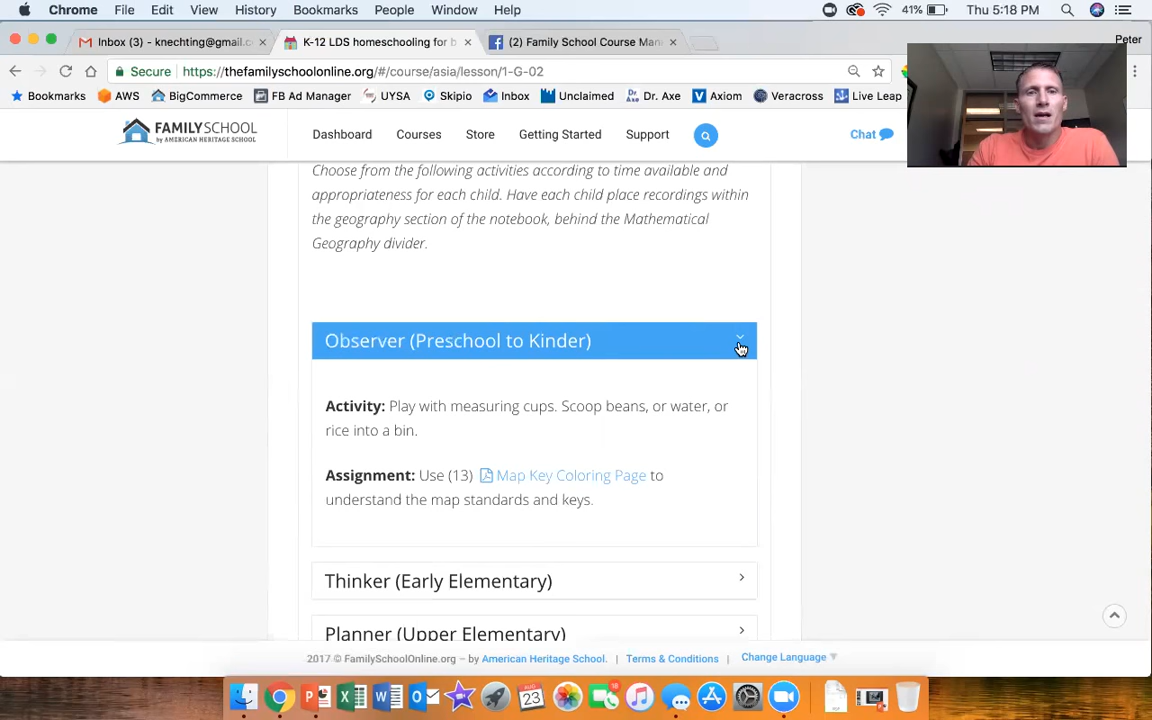 Chrome File Edit View History Bookmarks People Window Help 41% Thu 5:18 PM
Inbox (3) - knechting@gmail.c
K-12 LDS homeschooling for b
(2) Family School Course Man
Peter
Secure https://thefamilyschoolonline.org/#/course/asia/lesson/1-G-02
Bookmarks AWS BigCommerce FB Ad Manager UYSA Skipio Inbox Unclaimed Dr. Axe Axiom Veracross Live Leap
FAMILYSCHOOL
by AMERICAN HERITAGE SCHOOL
Dashboard Courses Store Getting Started Support Chat
Choose from the following activities according to time available and
appropriateness for each child. Have each child place recordings within
the geography section of the notebook, behind the Mathematical
Geography divider.
Observer (Preschool to Kinder)
Activity: Play with measuring cups. Scoop beans, or water, or
rice into a bin.
Assignment: Use (13) Map Key Coloring Page to
understand the map standards and keys.
Thinker (Early Elementary)
Planner (Upper Elementary)
2017 © FamilySchoolOnline.org – by American Heritage School. | Terms & Conditions | Change Language
AUG
23